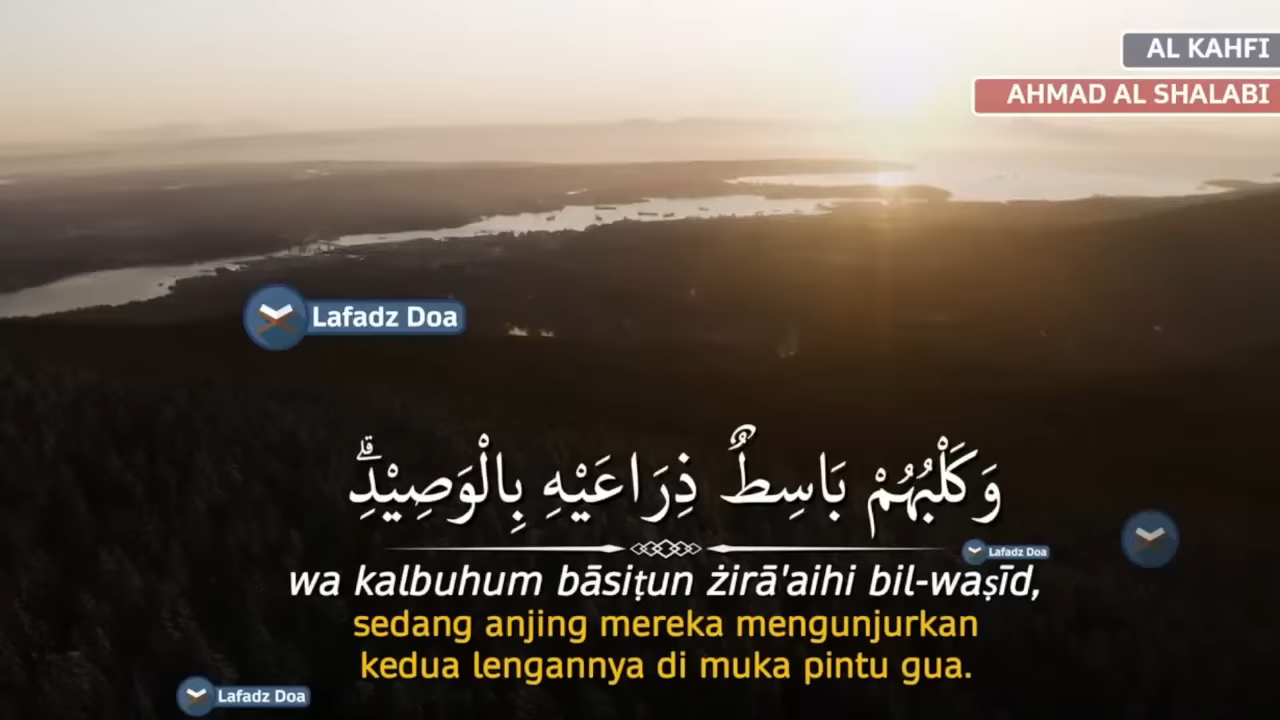 AL KAHFI
AHMAD AL SHALABI
Lafadz Doa
وَكَلْبُهُمْ بَاسِطٌ ذِرَاعَيْهِ بِالْوَصِيْدِۗ
Lafadz Doa
wa kalbuhum bāsiṭun żirā'aihi bil-waṣīd,
sedang anjing mereka mengunjurkan
kedua lengannya di muka pintu gua.
Lafadz Doa